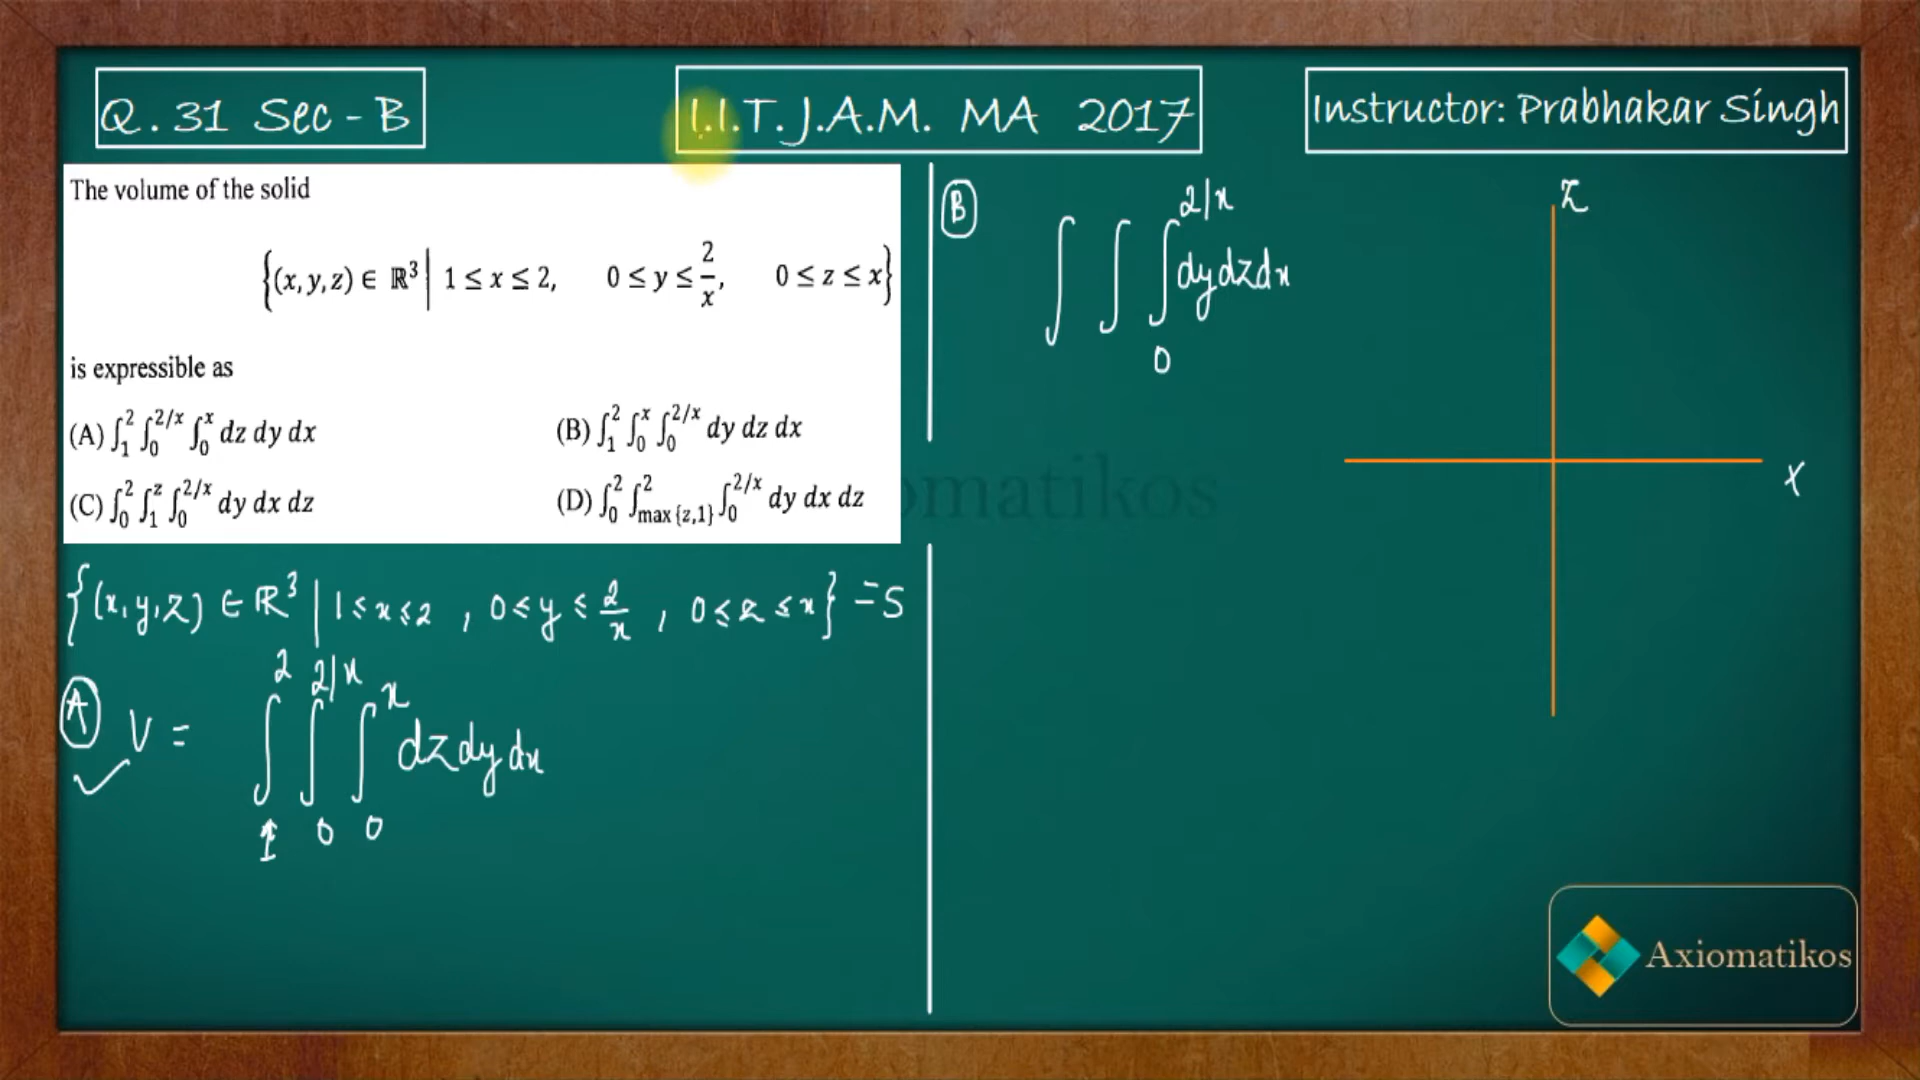 Q. 31 Sec - B
I.I.T. J.A.M. MA 2017
Instructor: Prabhakar Singh
The volume of the solid
{(x, y, z) ∈ ℝ³ | 1 ≤ x ≤ 2, 0 ≤ y ≤ 2/x, 0 ≤ z ≤ x}
is expressible as
(A) ∫₁² ∫₀^{2/x} ∫₀^x dz dy dx
(B) ∫₁² ∫₀^x ∫₀^{2/x} dy dz dx
(C) ∫₀² ∫₁^z ∫₀^{2/x} dy dx dz
(D) ∫₀² ∫_{max{z,1}}² ∫₀^{2/x} dy dx dz
{(x, y, z) ∈ ℝ³ | 1 ≤ x ≤ 2, 0 ≤ y ≤ 2/x, 0 ≤ z ≤ x} = S
(A) V = ∫₁² ∫₀^{2/x} ∫₀^x dz dy dx
(B) ∫ ∫ ∫₀^{2/x} dy dz dx
Z
X
omatikos
Axiomatikos